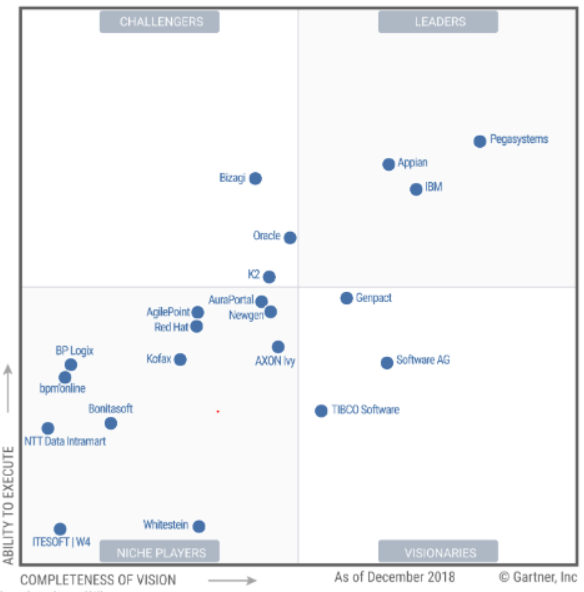 CHALLENGERS
LEADERS
Pegasystems
Appian
IBM
Bizagi
Oracle
K2
AuraPortal
Genpact
AgilePoint
Newgen
Red Hat
BP Logix
Kofax
AXON Ivy
Software AG
bpm'online
Bonitasoft
TIBCO Software
NTT Data Intramart
Whitestein
ITESOFT | W4
NICHE PLAYERS
VISIONARIES
ABILITY TO EXECUTE
COMPLETENESS OF VISION
As of December 2018
© Gartner, Inc